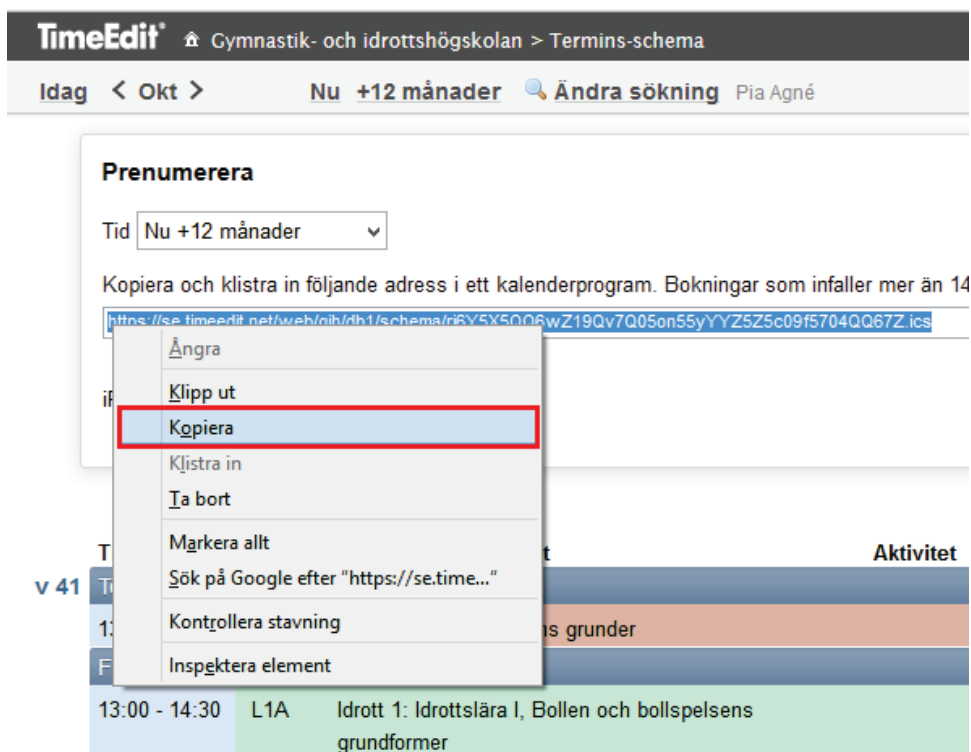 TimeEdit Gymnastik- och idrottshögskolan > Termins-schema
Idag < Okt > Nu +12 månader Ändra sökning Pia Agné
Prenumerera
Tid Nu +12 månader
Kopiera och klistra in följande adress i ett kalenderprogram. Bokningar som infaller mer än 14
Ångra
Klipp ut
Kopiera
Klistra in
Ta bort
Markera allt
Sök på Google efter "https://se.time..."
Kontrollera stavning
Inspektera element
Aktivitet
v 41
ns grunder
13:00 - 14:30 L1A Idrott 1: Idrottslära I, Bollen och bollspelsens
grundformer